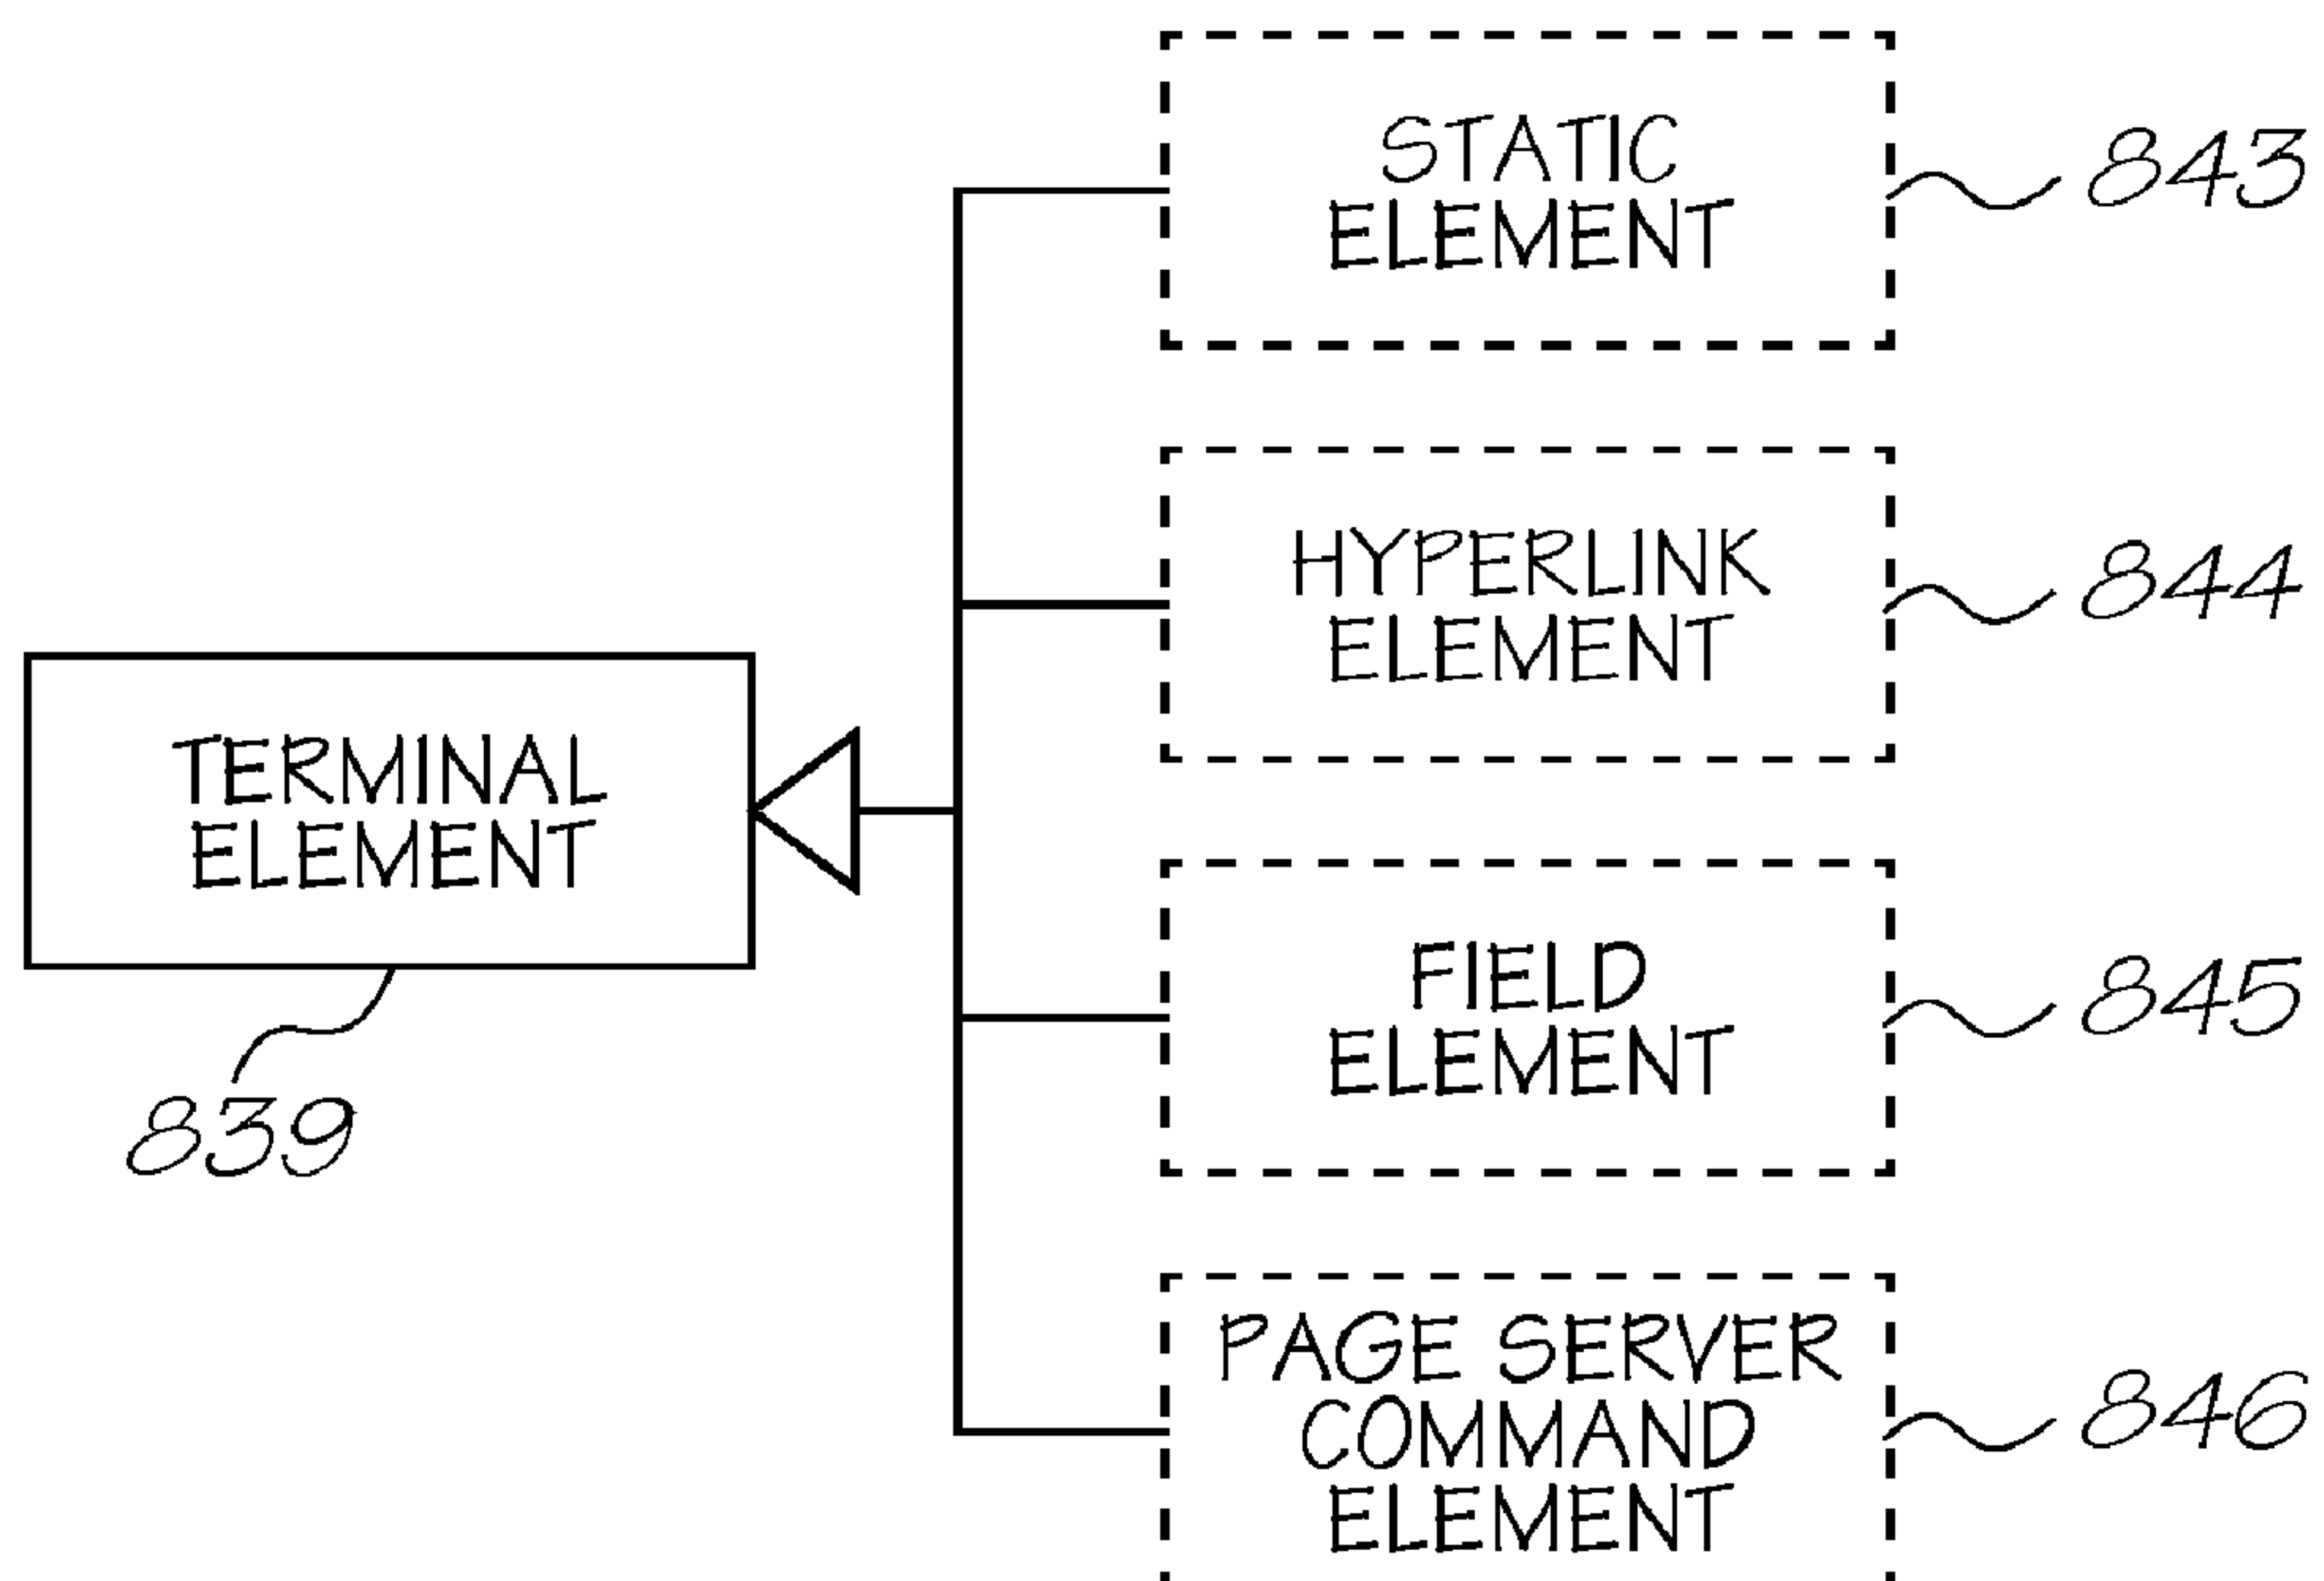 STATIC
ELEMENT
843
HYPERLINK
ELEMENT
844
TERMINAL
ELEMENT
839
FIELD
ELEMENT
845
PAGE SERVER
COMMAND
ELEMENT
846